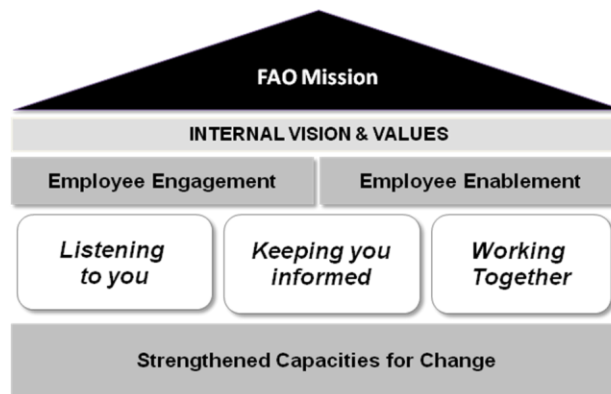 FAO Mission
INTERNAL VISION & VALUES
Employee Engagement
Employee Enablement
Listening
to you
Keeping you
informed
Working
Together
Strengthened Capacities for Change